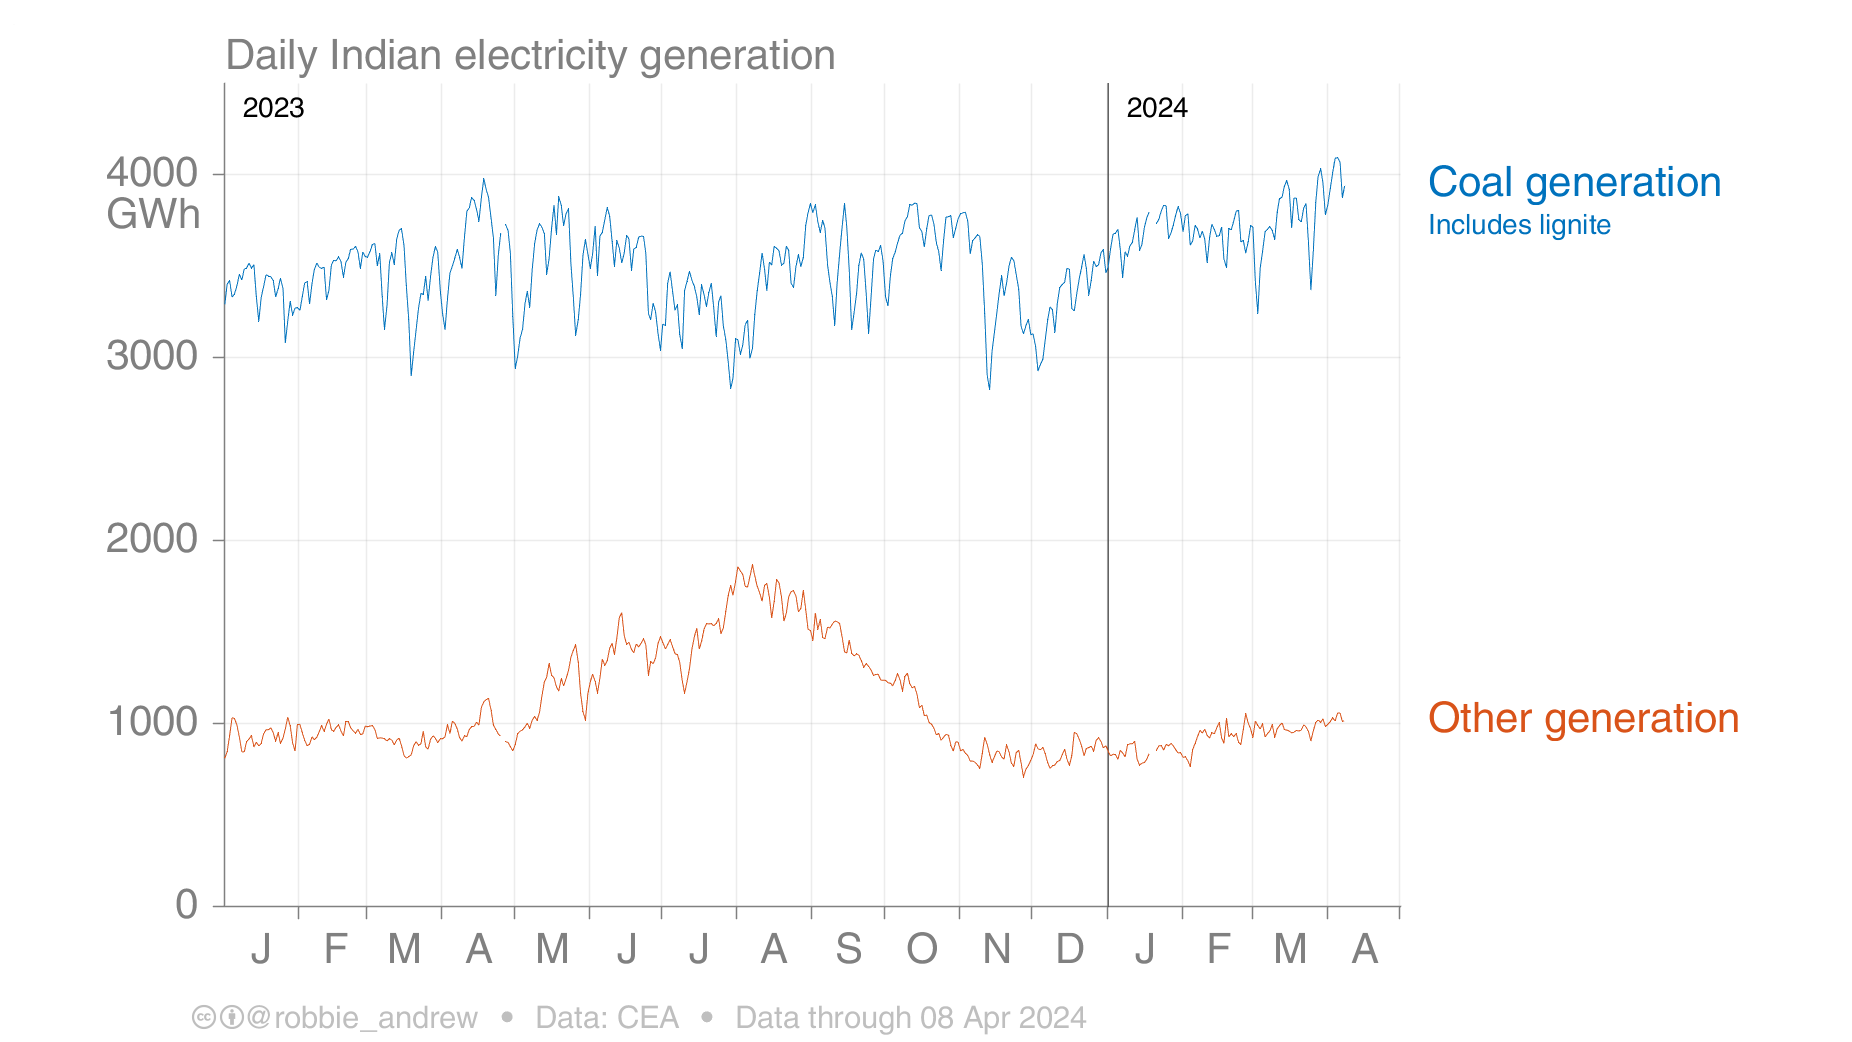 Daily Indian electricity generation
2023
2024
4000
GWh
3000
2000
1000
0
Coal generation
Includes lignite
Other generation
J F M A M J J A S O N D J F M A
cc @robbie_andrew • Data: CEA • Data through 08 Apr 2024